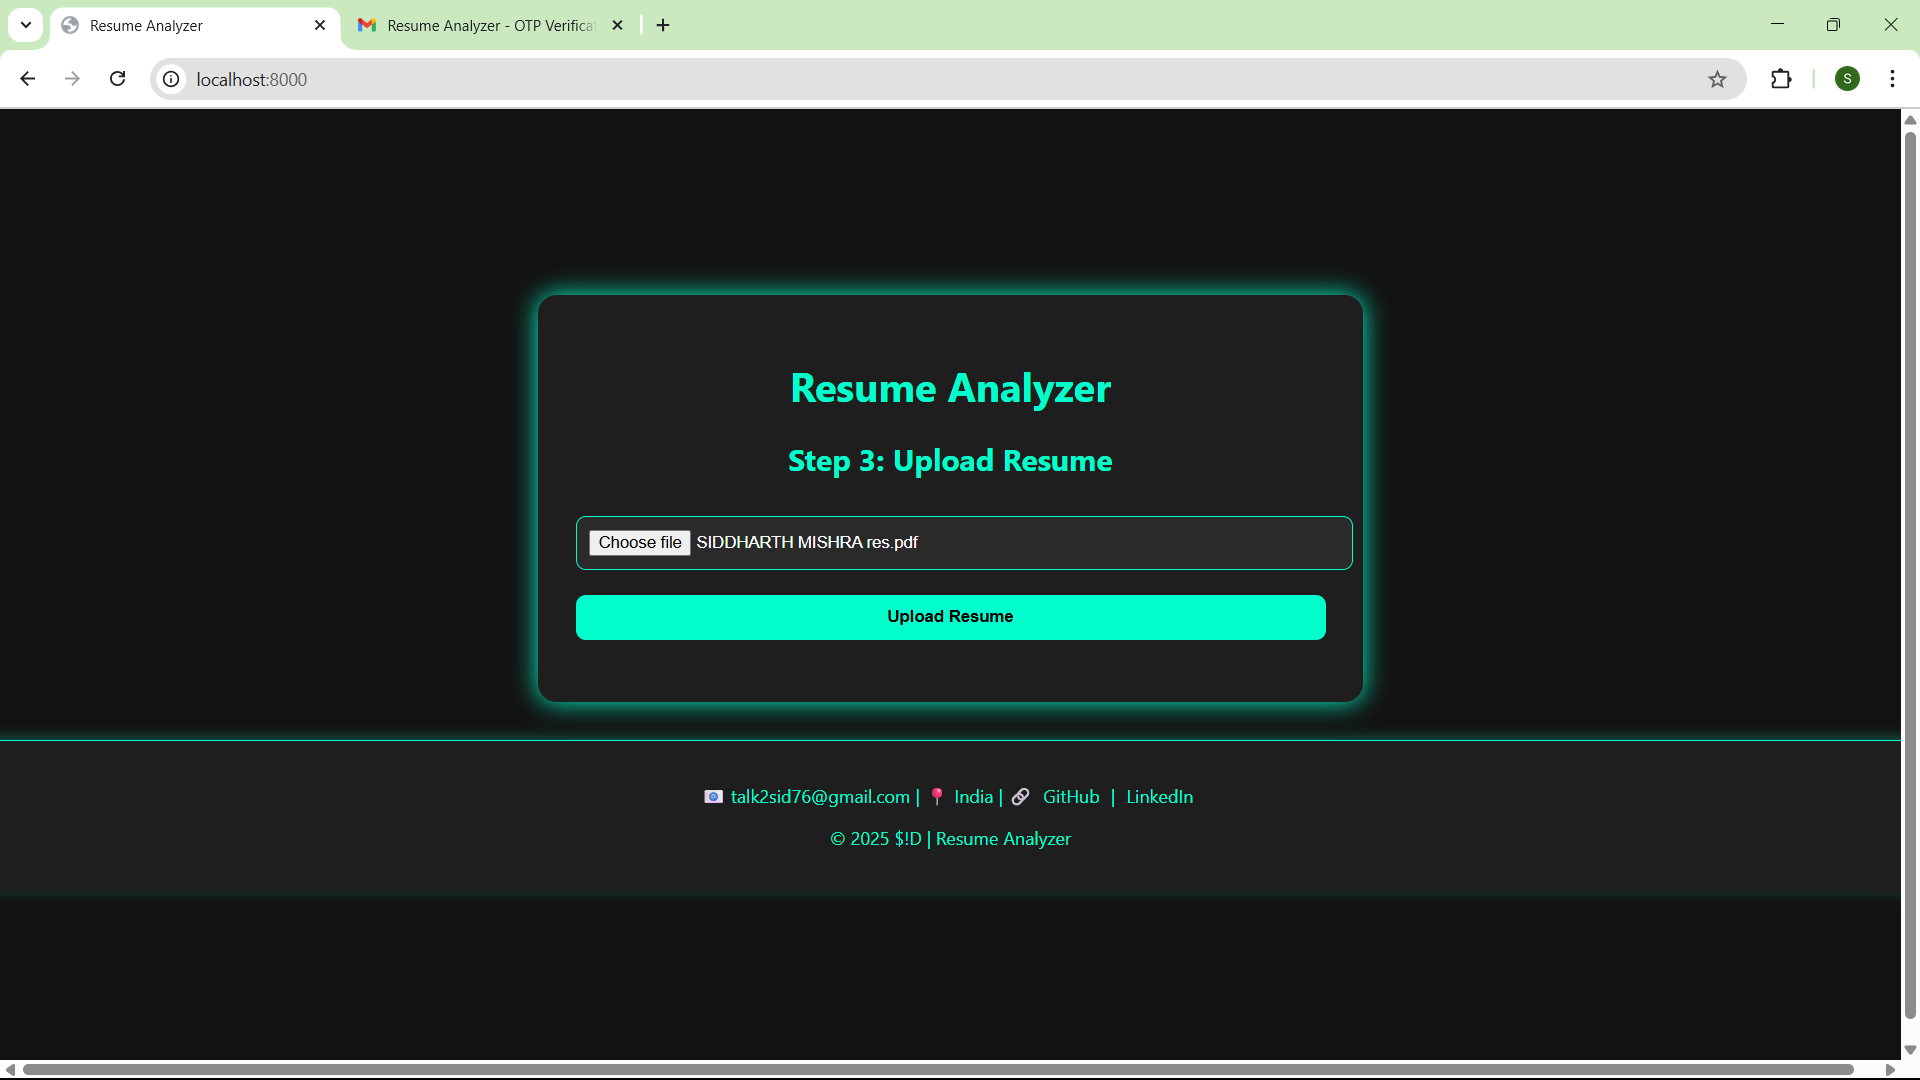 Resume Analyzer
Resume Analyzer - OTP Verifica
localhost:8000
S
Resume Analyzer
Step 3: Upload Resume
Choose file SIDDHARTH MISHRA res.pdf
Upload Resume
talk2sid76@gmail.com | India | GitHub | LinkedIn
© 2025 $!D | Resume Analyzer